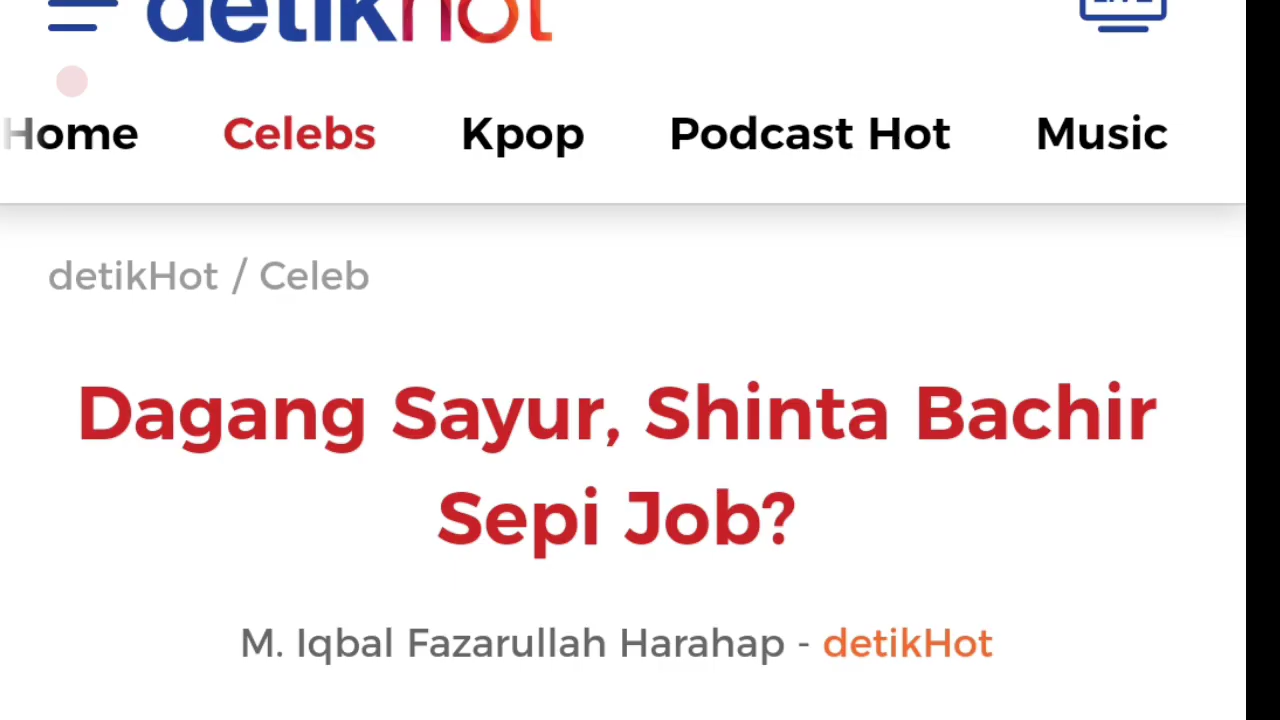 detikhot
Home Celebs Kpop Podcast Hot Music
detikHot / Celeb
Dagang Sayur, Shinta Bachir
Sepi Job?
M. Iqbal Fazarullah Harahap - detikHot